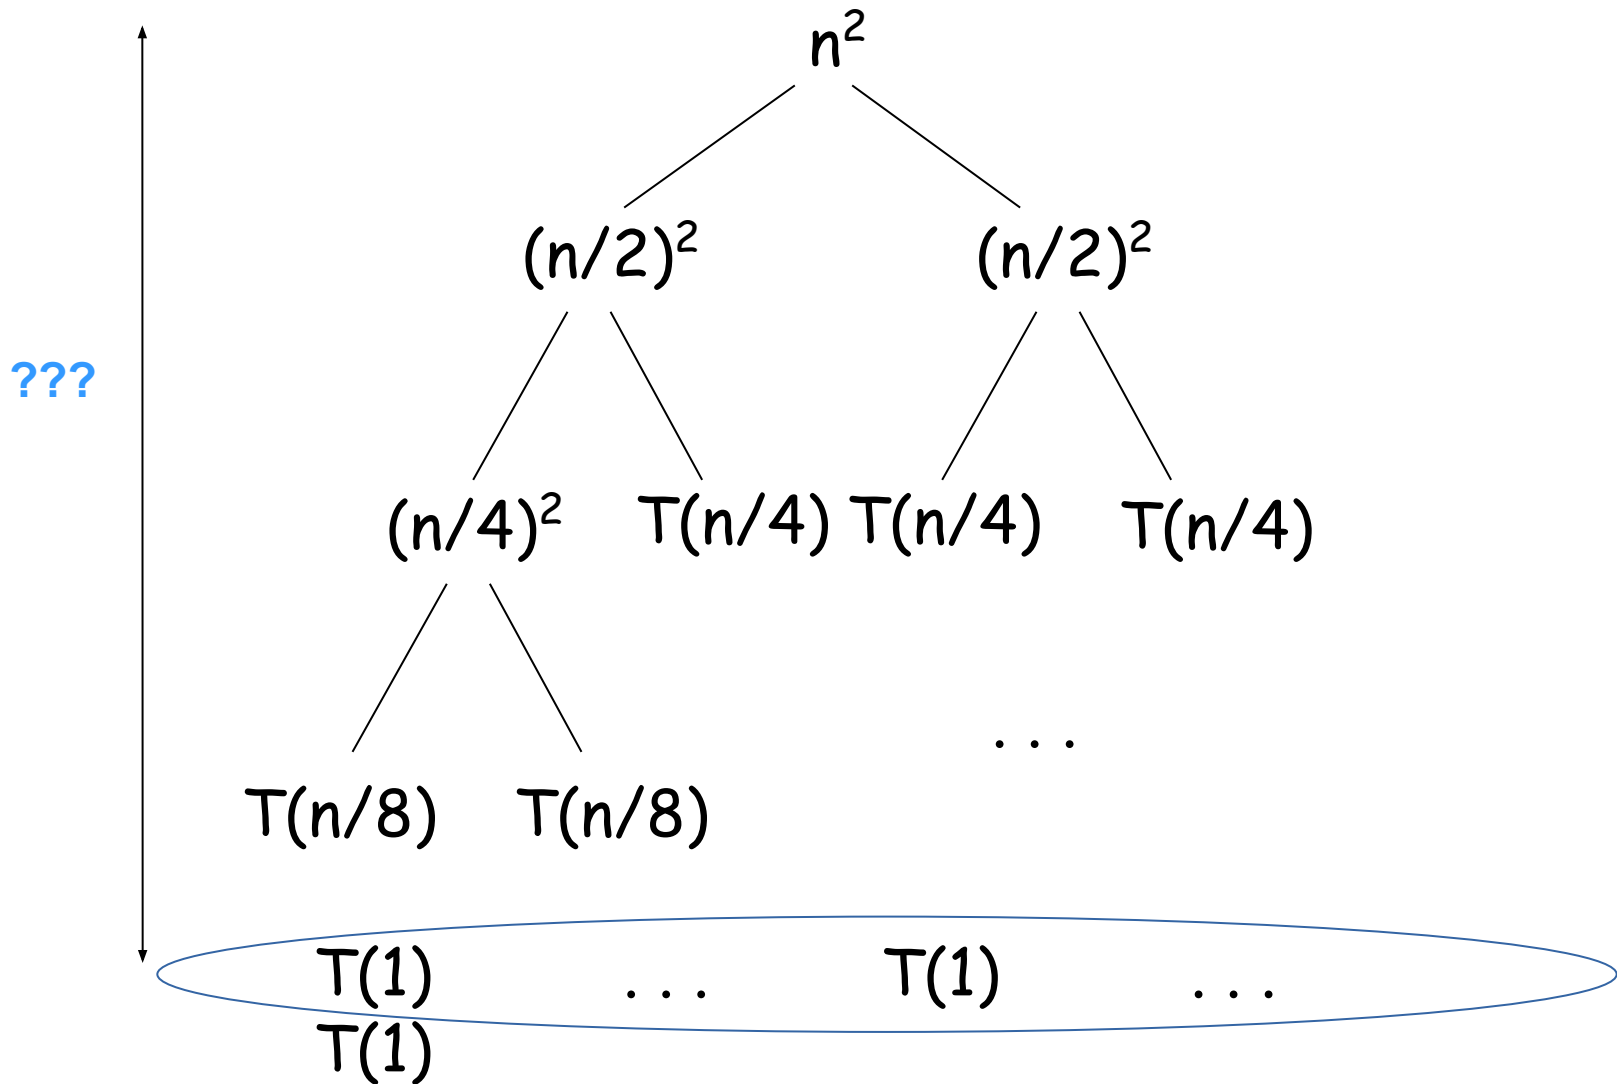 n²
(n/2)² (n/2)²
???
(n/4)² T(n/4) T(n/4) T(n/4)
. . .
T(n/8) T(n/8)
T(1) . . . T(1) . . .
T(1)